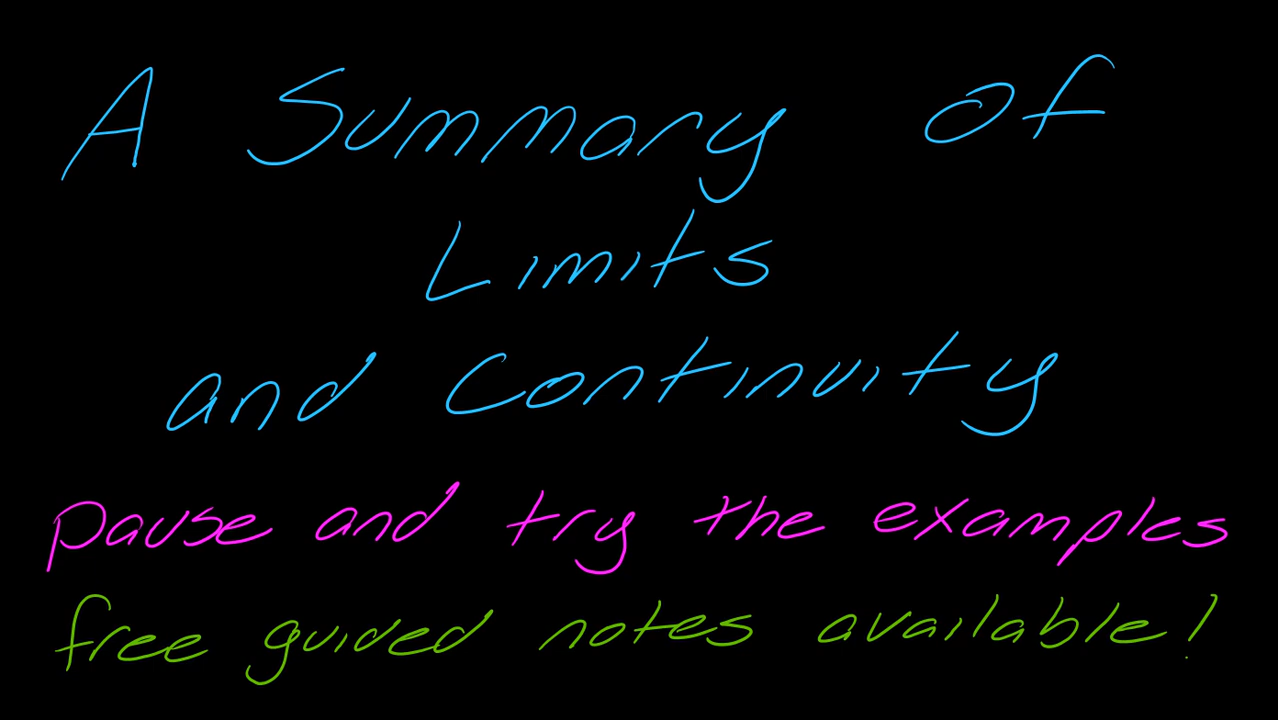 A Summary of
Limits
and Continuity
pause and try the examples
free guided notes available!